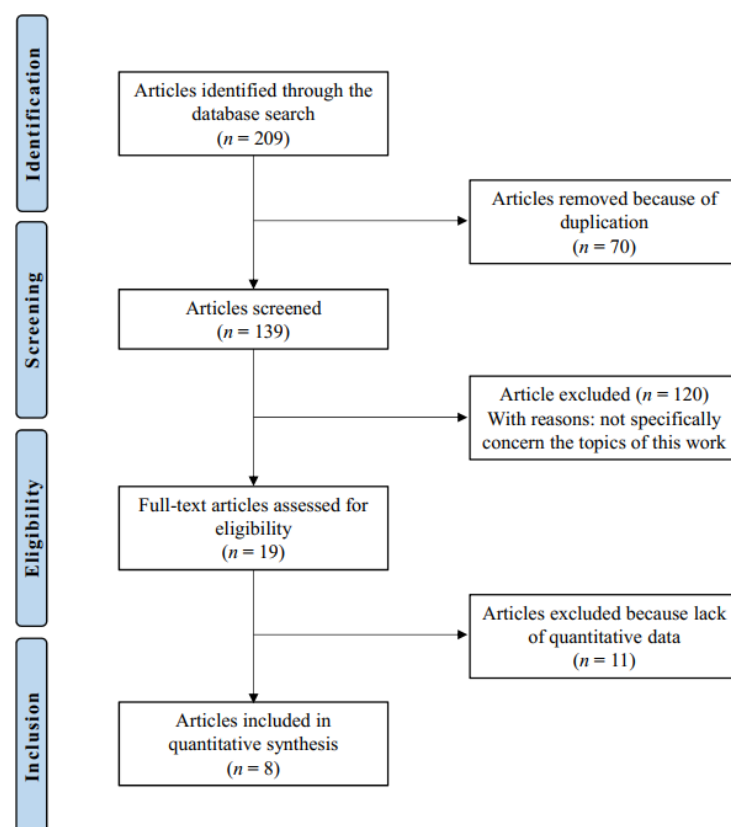 Identification
Articles identified through the
database search
(n = 209)
Articles removed because of
duplication
(n = 70)
Screening
Articles screened
(n = 139)
Article excluded (n = 120)
With reasons: not specifically
concern the topics of this work
Eligibility
Full-text articles assessed for
eligibility
(n = 19)
Articles excluded because lack
of quantitative data
(n = 11)
Inclusion
Articles included in
quantitative synthesis
(n = 8)